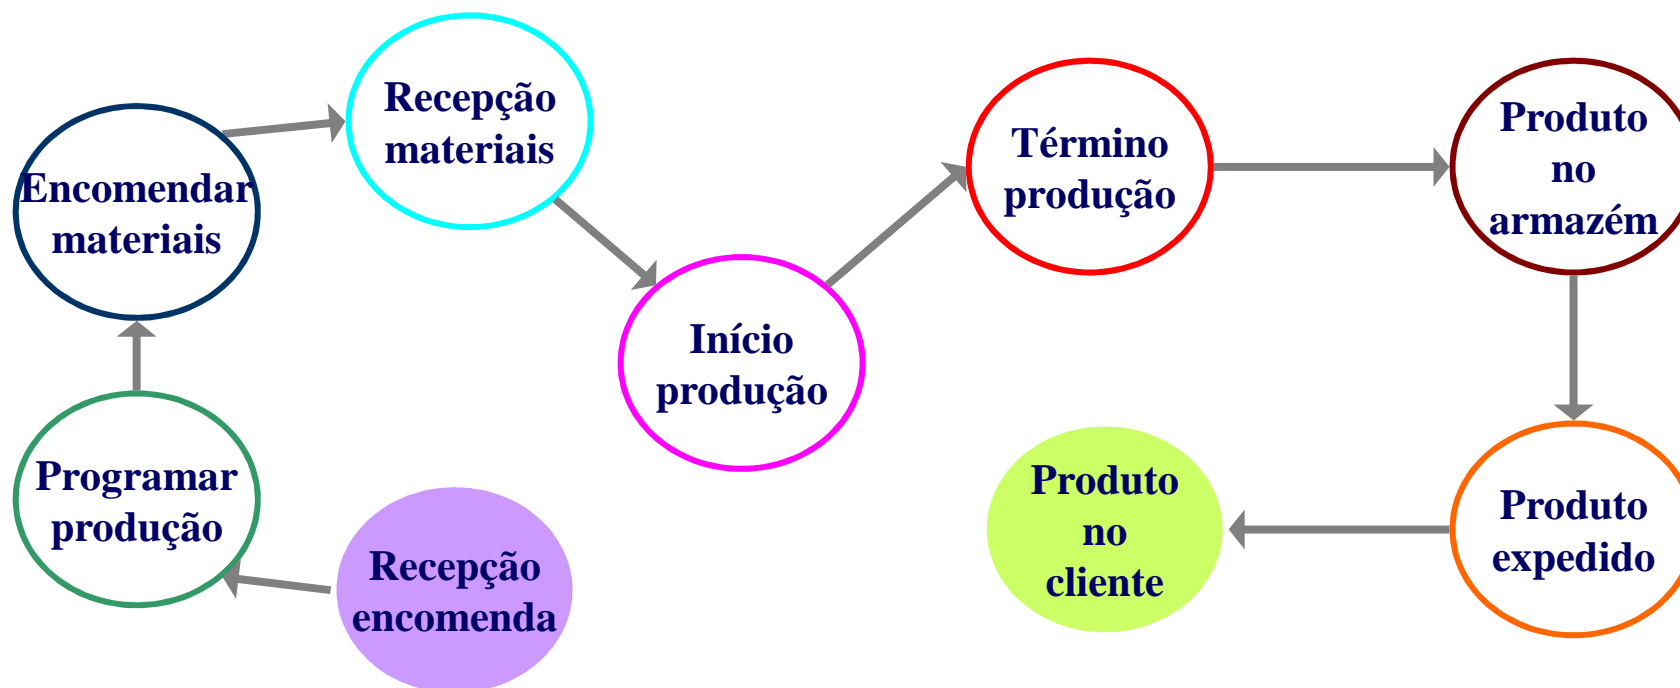 Recepção
materiais
Encomendar
materiais
Programar
produção
Recepção
encomenda
Início
produção
Término
produção
Produto
no
armazém
Produto
expedido
Produto
no
cliente